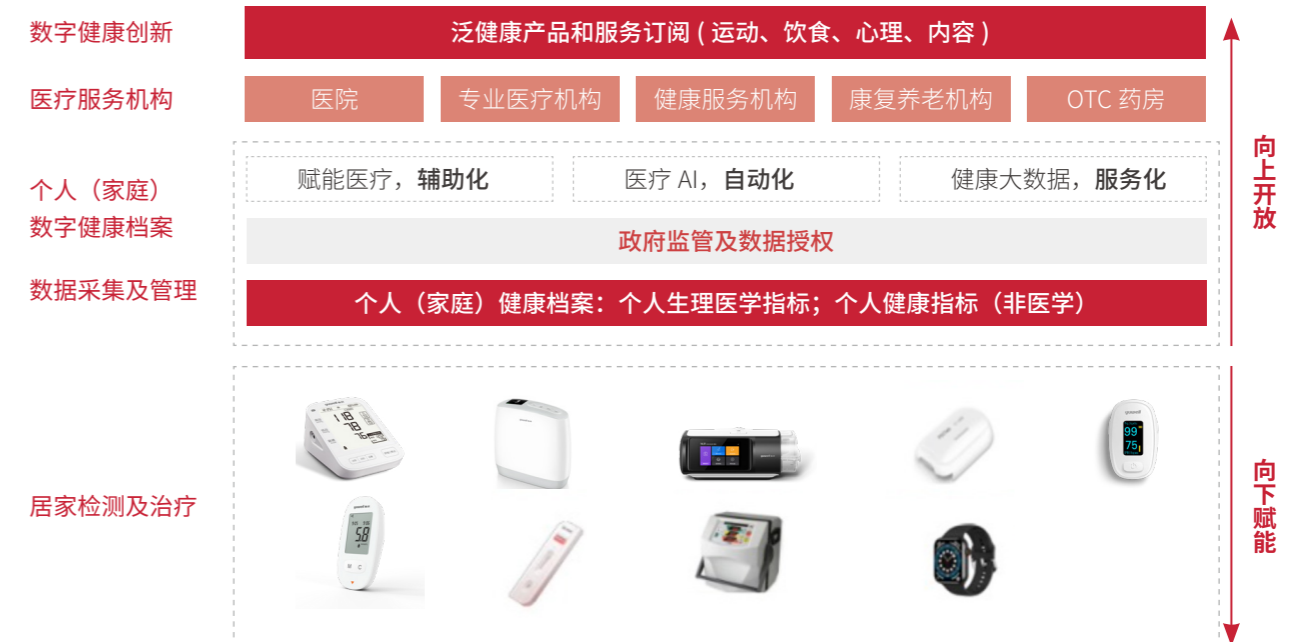 数字健康创新
泛健康产品和服务订阅 ( 运动、饮食、心理、内容 )
医疗服务机构
医院
专业医疗机构
健康服务机构
康复养老机构
OTC 药房
个人（家庭）
数字健康档案
赋能医疗，辅助化
医疗 AI，自动化
健康大数据，服务化
政府监管及数据授权
数据采集及管理
个人（家庭）健康档案：个人生理医学指标；个人健康指标（非医学）
向上开放
居家检测及治疗
118
78
75
99
75
5.8
向下赋能